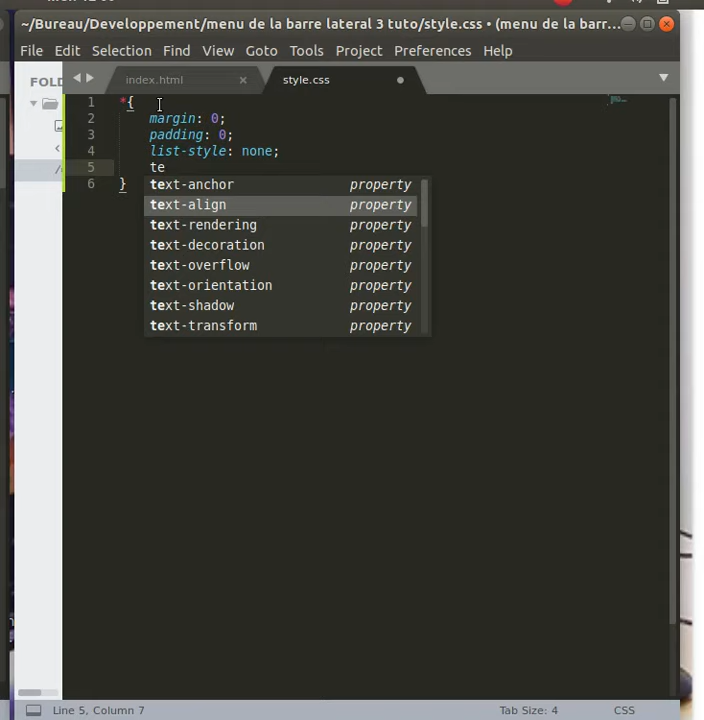 ~/Bureau/Developpement/menu de la barre lateral 3 tuto/style.css • (menu de la barr...
File Edit Selection Find View Goto Tools Project Preferences Help
FOLD
index.html × style.css
1 *{
2 margin: 0;
3 padding: 0;
4 list-style: none;
5 te
6 }
text-anchor property
text-align property
text-rendering property
text-decoration property
text-overflow property
text-orientation property
text-shadow property
text-transform property
Line 5, Column 7 Tab Size: 4 CSS